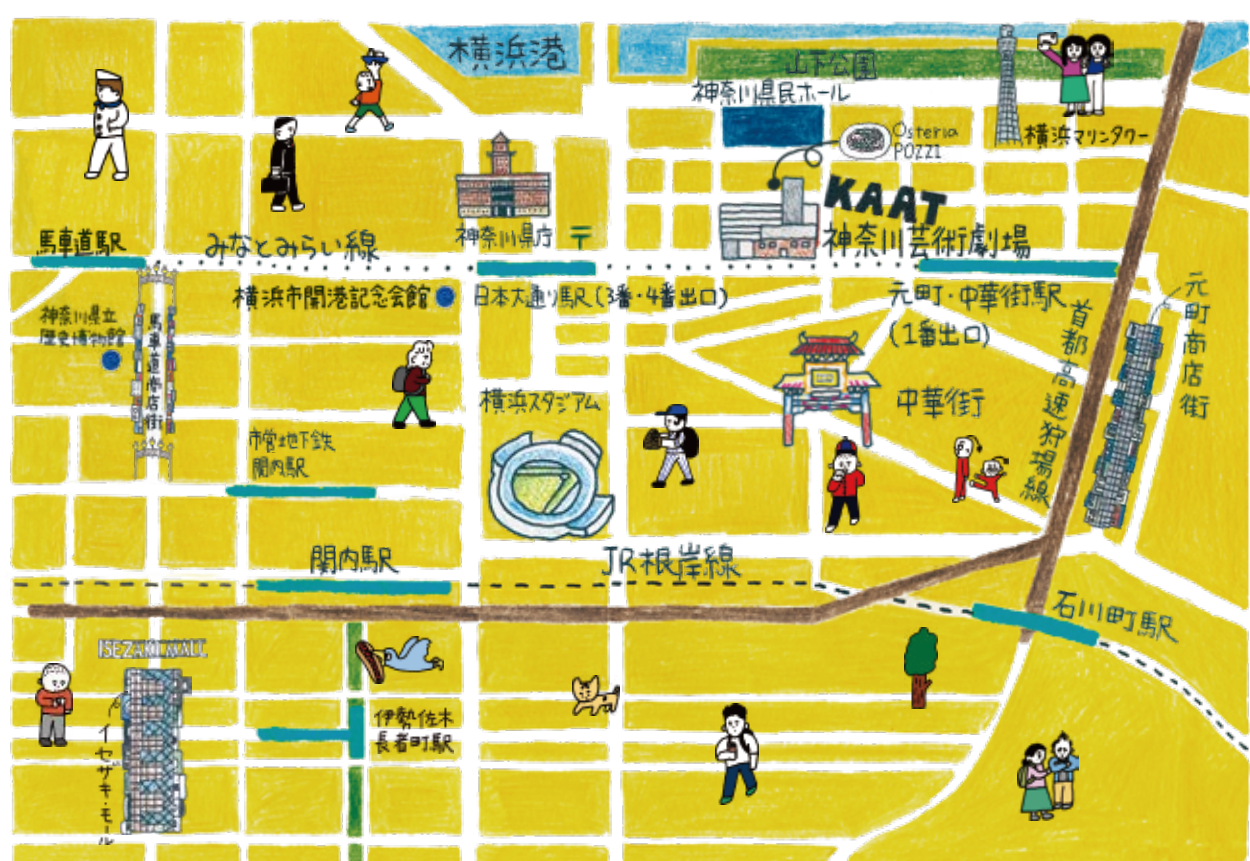 横浜港
山下公園
神奈川県民ホール
Osteria
POZZI
横浜マリンタワー
KAAT
神奈川芸術劇場
神奈川県庁
〒
馬車道駅
みなとみらい線
横浜市開港記念会館
日本大通り駅(3番・4番出口)
元町・中華街駅
(1番出口)
首都高速狩場線
元町商店街
神奈川県立
歴史博物館
馬車道商店街
横浜スタジアム
中華街
市営地下鉄
関内駅
関内駅
JR根岸線
石川町駅
ISEZAKI MALL
イセザキ・モール
伊勢佐木
長者町駅